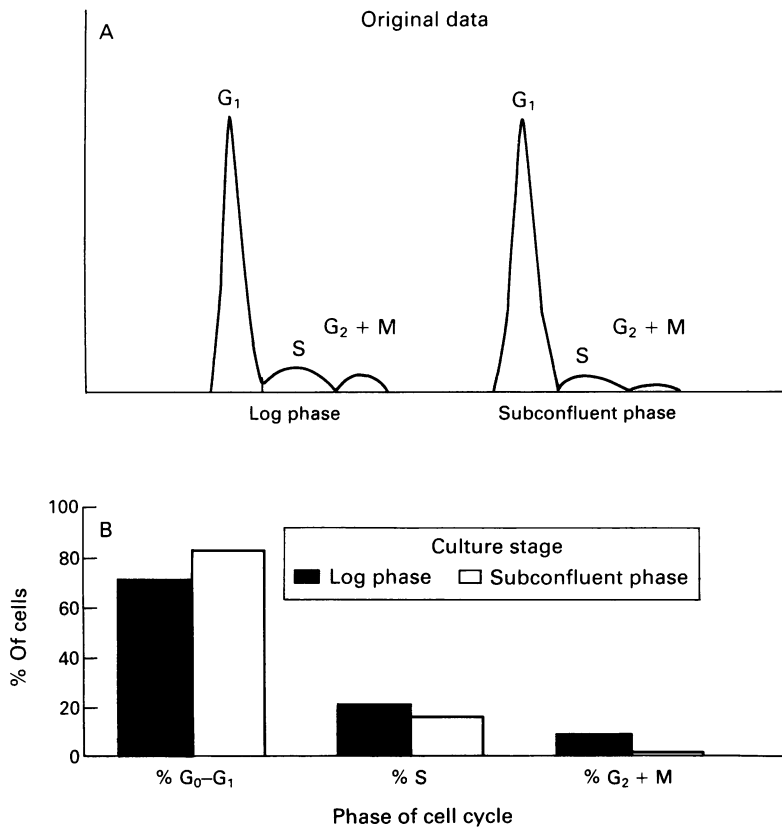 A
Original data
G₁
S
G₂ + M
G₁
S
G₂ + M
Log phase
Subconfluent phase
B
Culture stage
Log phase
Subconfluent phase
100
80
60
40
20
0
% Of cells
% G₀–G₁
% S
% G₂ + M
Phase of cell cycle